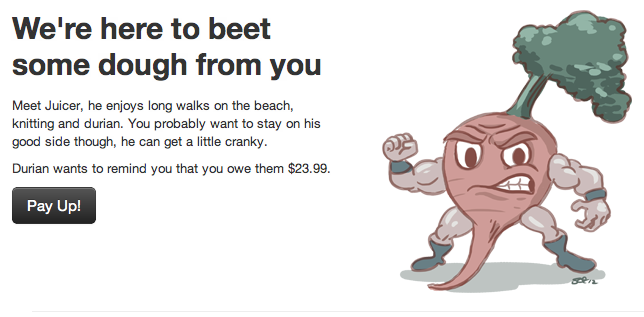 We're here to beet
some dough from you
Meet Juicer, he enjoys long walks on the beach,
knitting and durian. You probably want to stay on his
good side though, he can get a little cranky.
Durian wants to remind you that you owe them $23.99.
Pay Up!